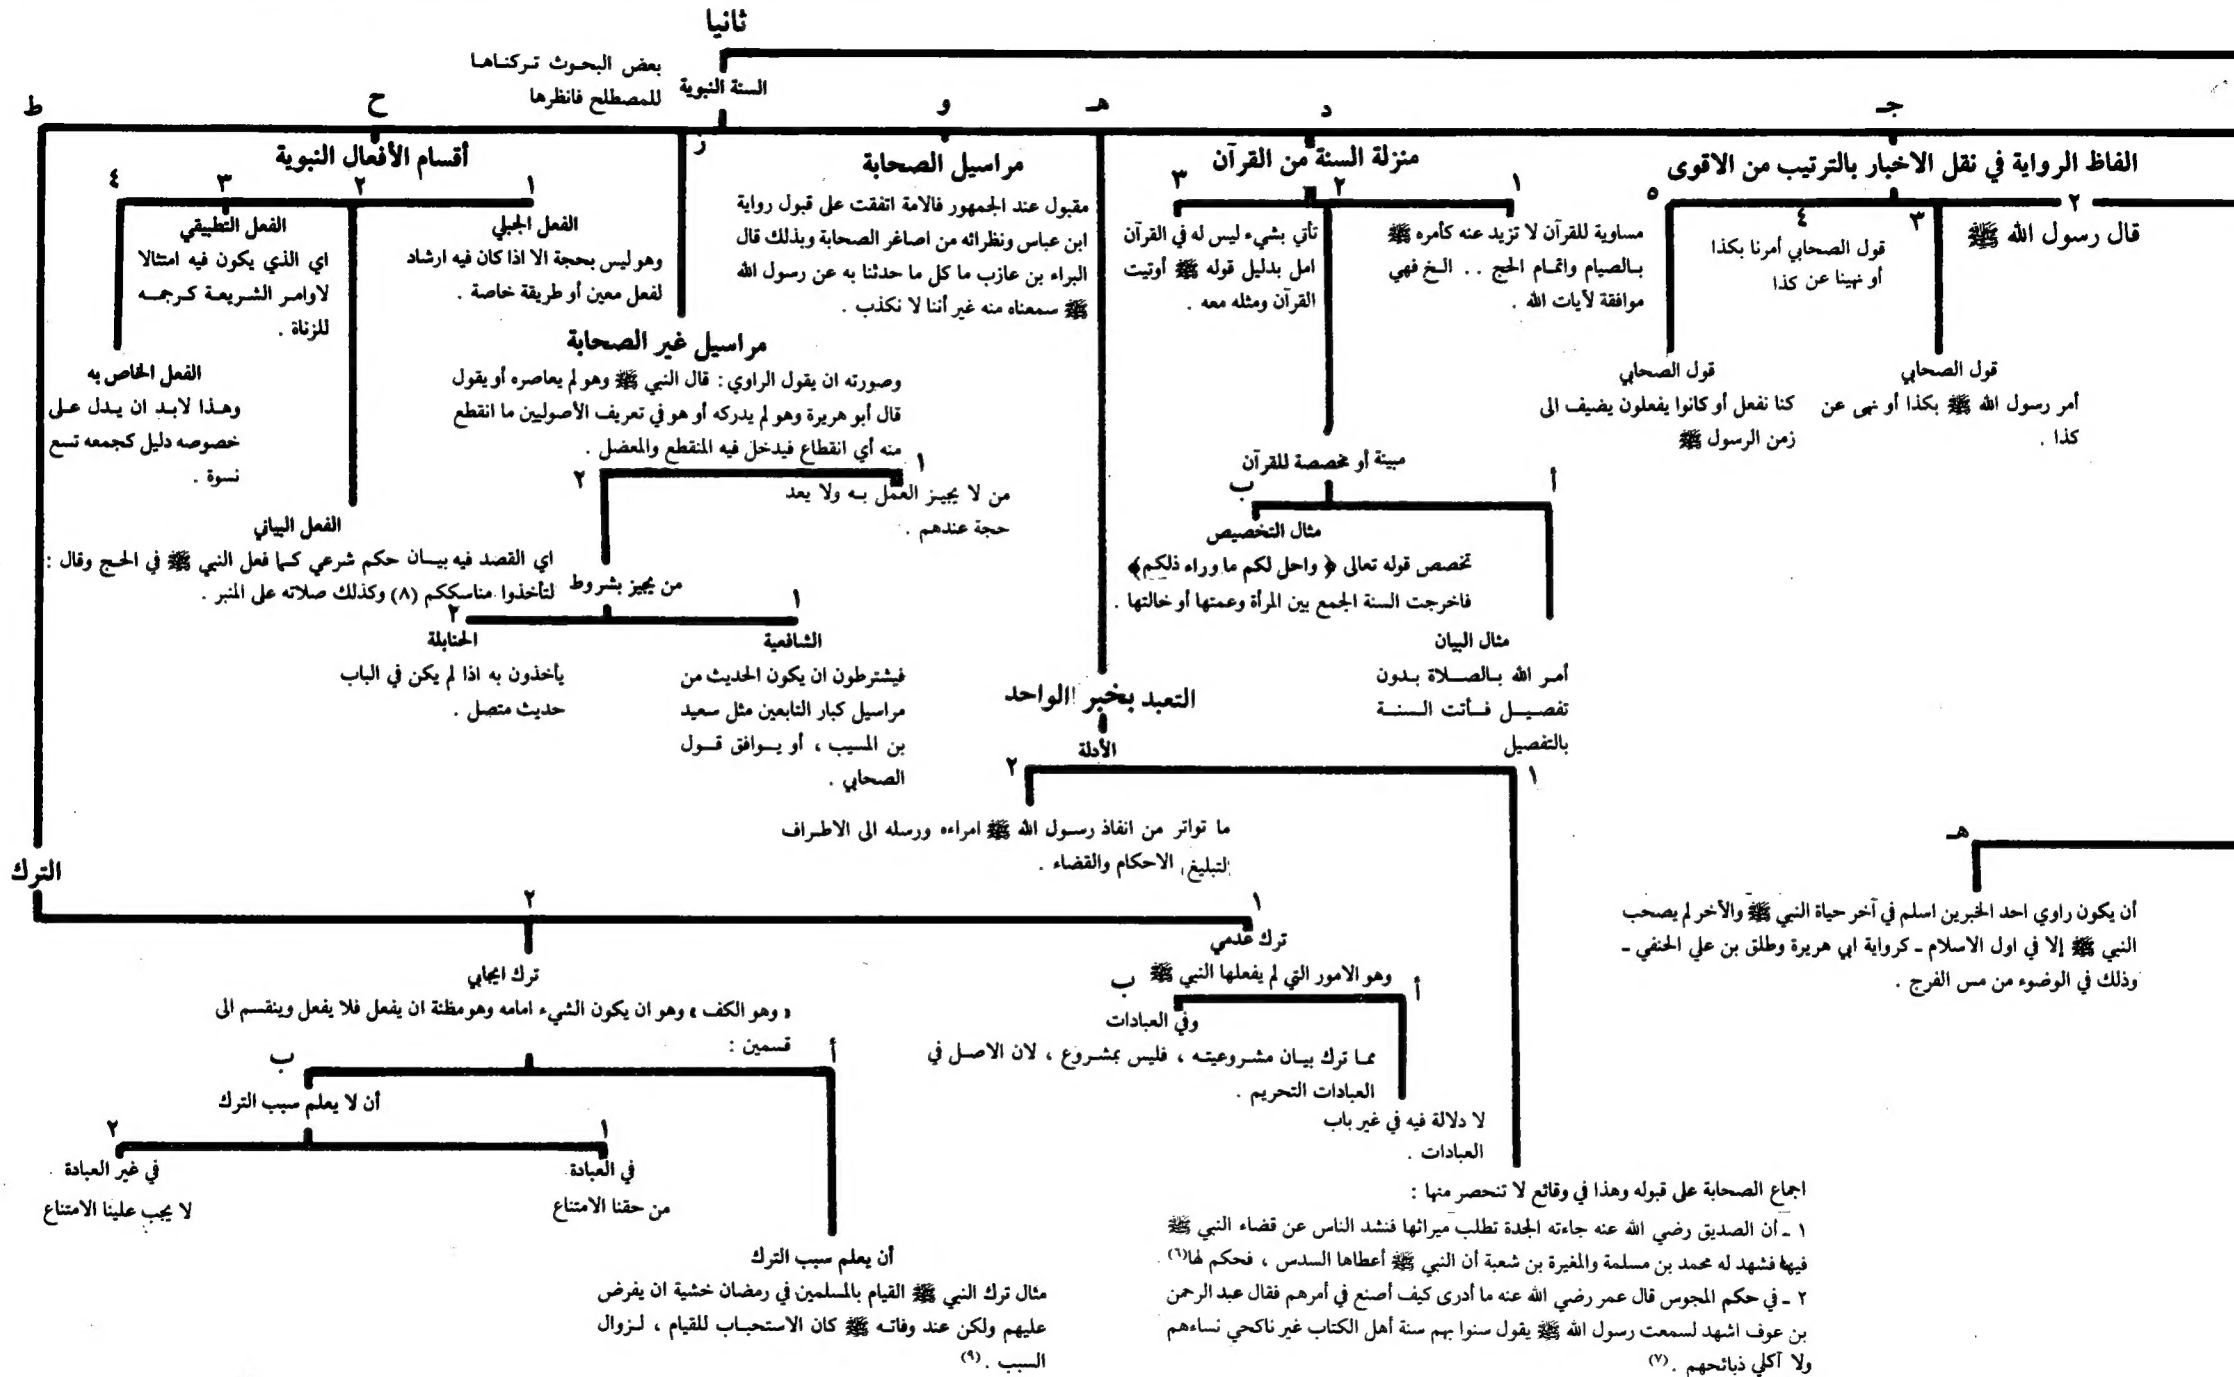 ثانيا
السنة النبوية
بعض البحوث تركناها
للمصطلح فانظرها
جـ
الفاظ الرواية في نقل الاخبار بالترتيب من الاقوى
٢
قال رسول الله ﷺ
٣
قول الصحابي
أمر رسول الله ﷺ بكذا أو نهى عن
كذا .
٤
قول الصحابي أمرنا بكذا
أو نهينا عن كذا
٥
قول الصحابي
كنا نفعل أو كانوا يفعلون يضيف الى
زمن الرسول ﷺ
د
منزلة السنة من القرآن
١
مساوية للقرآن لا تزيد عنه كأمره ﷺ
بالصيام واتمام الحج .. الخ فهي
موافقة لآيات الله .
٢
مبينة أو مخصصة للقرآن
أ
مثال البيان
أمر الله بالصلاة بدون
تفصيل فأتت السنة
بالتفصيل
ب
مثال التخصيص
تخصص قوله تعالى ﴿ واحل لكم ما وراء ذلكم ﴾
فاخرجت السنة الجمع بين المرأة وعمتها أو خالتها .
٣
تأتي بشيء ليس له في القرآن
امل بدليل قوله ﷺ أوتيت
القرآن ومثله معه .
هـ
التعبد بخبر الواحد
الأدلة
١
اجماع الصحابة على قبوله وهذا في وقائع لا تنحصر منها :
١ ـ أن الصديق رضي الله عنه جاءته الجدة تطلب ميراثها فنشد الناس عن قضاء النبي ﷺ
فيها فشهد له محمد بن مسلمة والمغيرة بن شعبة أن النبي ﷺ أعطاها السدس ، فحكم لها(٦) .
٢ ـ في حكم المجوس قال عمر رضي الله عنه ما أدرى كيف أصنع في أمرهم فقال عبد الرحمن
بن عوف اشهد لسمعت رسول الله ﷺ يقول سنوا بهم سنة أهل الكتاب غير ناكحي نساءهم
ولا آكلي ذبائحهم .(٧)
٢
ما تواتر من انفاذ رسول الله ﷺ امراءه ورسله الى الاطراف
لتبليغ الاحكام والقضاء .
و
مراسيل الصحابة
مقبول عند الجمهور فالامة اتفقت على قبول رواية
ابن عباس ونظرائه من اصاغر الصحابة وبذلك قال
البراء بن عازب ما كل ما حدثنا به عن رسول الله
ﷺ سمعناه منه غير أننا لا نكذب .
ز
مراسيل غير الصحابة
وصورته ان يقول الراوي : قال النبي ﷺ وهو لم يعاصره أو يقول
قال أبو هريرة وهو لم يدركه أو هو في تعريف الأصوليين ما انقطع
منه أي انقطاع فيدخل فيه المنقطع والمعضل .
١
من لا يجيز العمل به ولا يعد
حجة عندهم .
٢
من يجيز بشروط
١
الشافعية
فيشترطون ان يكون الحديث من
مراسيل كبار التابعين مثل سعيد
بن المسيب ، أو يوافق قول
الصحابي .
٢
الحنابلة
يأخذون به اذا لم يكن في الباب
حديث متصل .
ح
أقسام الأفعال النبوية
١
الفعل الجبلي
وهو ليس بحجة الا اذا كان فيه ارشاد
لفعل معين أو طريقة خاصة .
٢
الفعل البياني
اي القصد فيه بيان حكم شرعي كما فعل النبي ﷺ في الحج وقال :
لتأخذوا مناسككم (٨) وكذلك صلاته على المنبر .
٣
الفعل التطبيقي
اي الذي يكون فيه امتثالا
لاوامر الشريعة كرجمه
للزناة .
٤
الفعل الخاص به
وهذا لابد ان يدل على
خصوصه دليل كجمعه تسع
نسوة .
ط
الترك
١
ترك عدمي
وهو الامور التي لم يفعلها النبي ﷺ
أ
لا دلالة فيه في غير باب
العبادات .
ب
وفي العبادات
مما ترك بيان مشروعيته ، فليس بمشروع ، لان الاصل في
العبادات التحريم .
٢
ترك ايجابي
« وهو الكف » وهو ان يكون الشيء امامه وهو مظنة ان يفعل فلا يفعل وينقسم الى
قسمين :
أ
أن يعلم سبب الترك
مثال ترك النبي ﷺ القيام بالمسلمين في رمضان خشية ان يفرض
عليهم ولكن عند وفاته ﷺ كان الاستحباب للقيام ، لزوال
السبب .(٩)
ب
أن لا يعلم سبب الترك
١
في العبادة
من حقنا الامتناع
٢
في غير العبادة
لا يجب علينا الامتناع
هـ
أن يكون راوي احد الخبرين اسلم في آخر حياة النبي ﷺ والآخر لم يصحب
النبي ﷺ إلا في اول الاسلام ـ كرواية ابي هريرة وطلق بن علي الحنفي ـ
وذلك في الوضوء من مس الفرج .